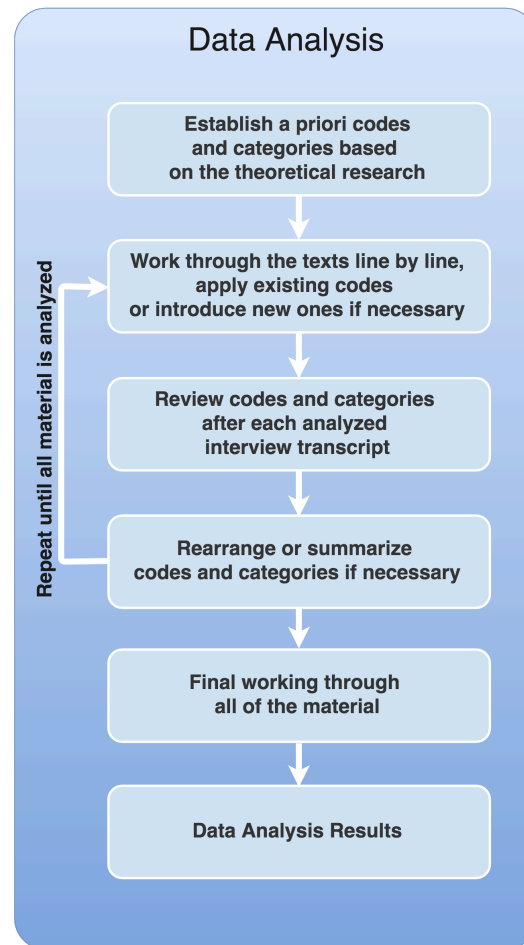 Data Analysis
Establish a priori codes
and categories based
on the theoretical research
Work through the texts line by line,
apply existing codes
or introduce new ones if necessary
Review codes and categories
after each analyzed
interview transcript
Rearrange or summarize
codes and categories if necessary
Repeat until all material is analyzed
Final working through
all of the material
Data Analysis Results